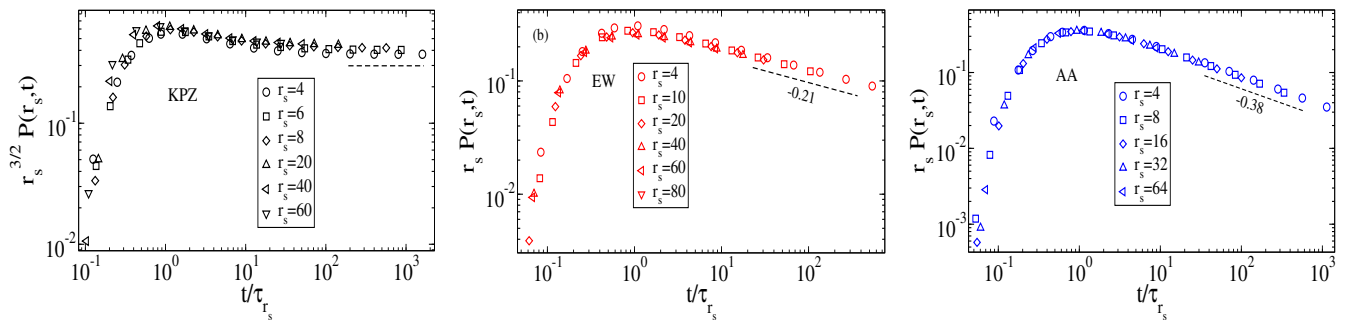 r_s^{3/2} P(r_s,t)
10^{-1}
10^{-2}
KPZ
r_s=4
r_s=6
r_s=8
r_s=20
r_s=40
r_s=60
10^{-1} 10^0 10^1 10^2 10^3
t/τ_{r_s}
(b)
r_s P(r_s,t)
10^{-1}
10^{-2}
EW
-0.21
r_s=4
r_s=10
r_s=20
r_s=40
r_s=60
r_s=80
10^{-1} 10^0 10^1 10^2
t/τ_{r_s}
r_s P(r_s,t)
10^{-1}
10^{-2}
10^{-3}
AA
-0.38
r_s=4
r_s=8
r_s=16
r_s=32
r_s=64
10^{-1} 10^0 10^1 10^2 10^3
t/τ_{r_s}